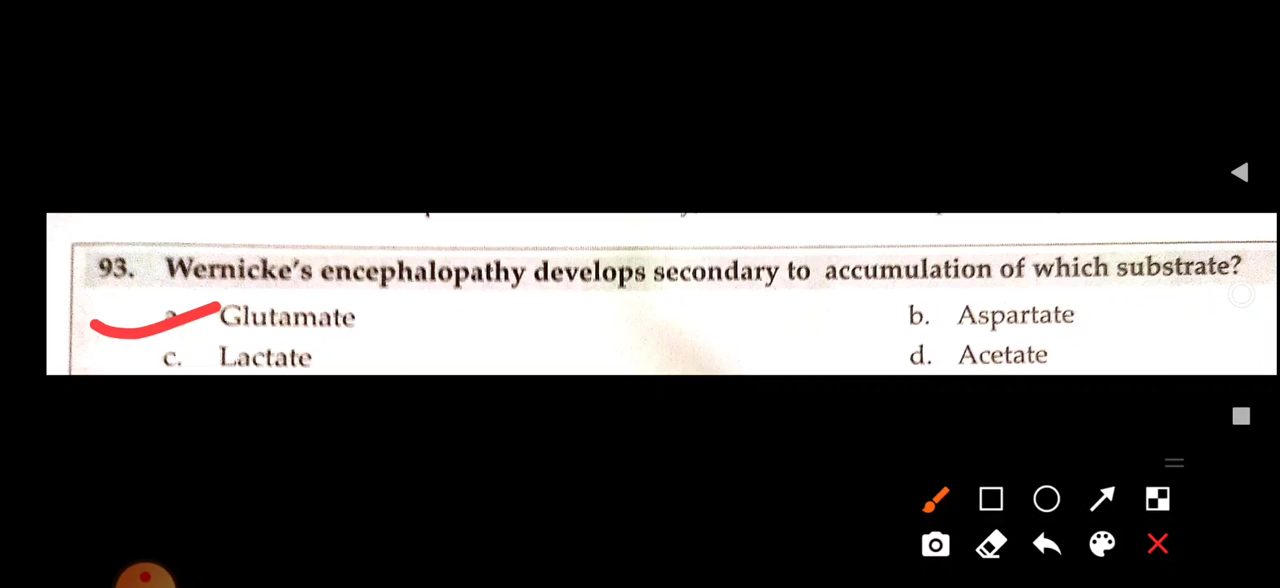 93. Wernicke's encephalopathy develops secondary to accumulation of which substrate?
Glutamate b. Aspartate
c. Lactate d. Acetate